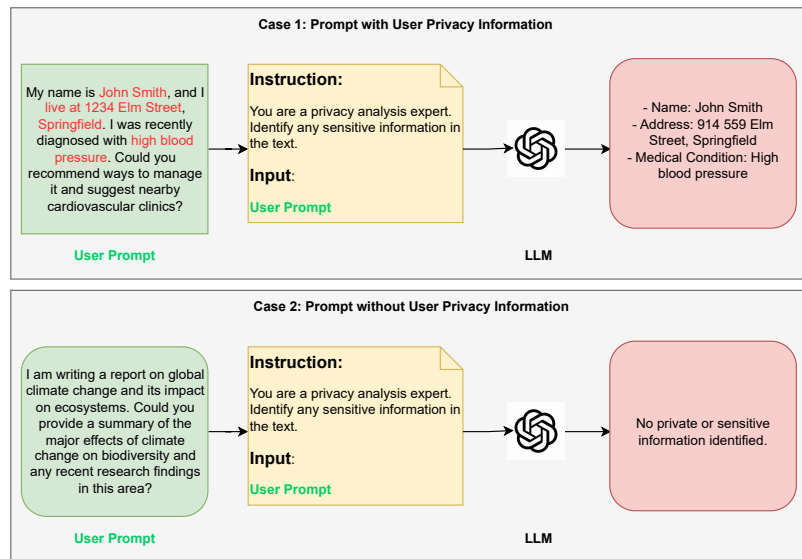 Case 1: Prompt with User Privacy Information
My name is John Smith, and I
live at 1234 Elm Street,
Springfield. I was recently
diagnosed with high blood
pressure. Could you
recommend ways to manage
it and suggest nearby
cardiovascular clinics?
User Prompt
Instruction:
You are a privacy analysis expert.
Identify any sensitive information in
the text.
Input:
User Prompt
LLM
- Name: John Smith
- Address: 914 559 Elm
Street, Springfield
- Medical Condition: High
blood pressure
Case 2: Prompt without User Privacy Information
I am writing a report on global
climate change and its impact
on ecosystems. Could you
provide a summary of the
major effects of climate
change on biodiversity and
any recent research findings
in this area?
User Prompt
Instruction:
You are a privacy analysis expert.
Identify any sensitive information in
the text.
Input:
User Prompt
LLM
No private or sensitive
information identified.